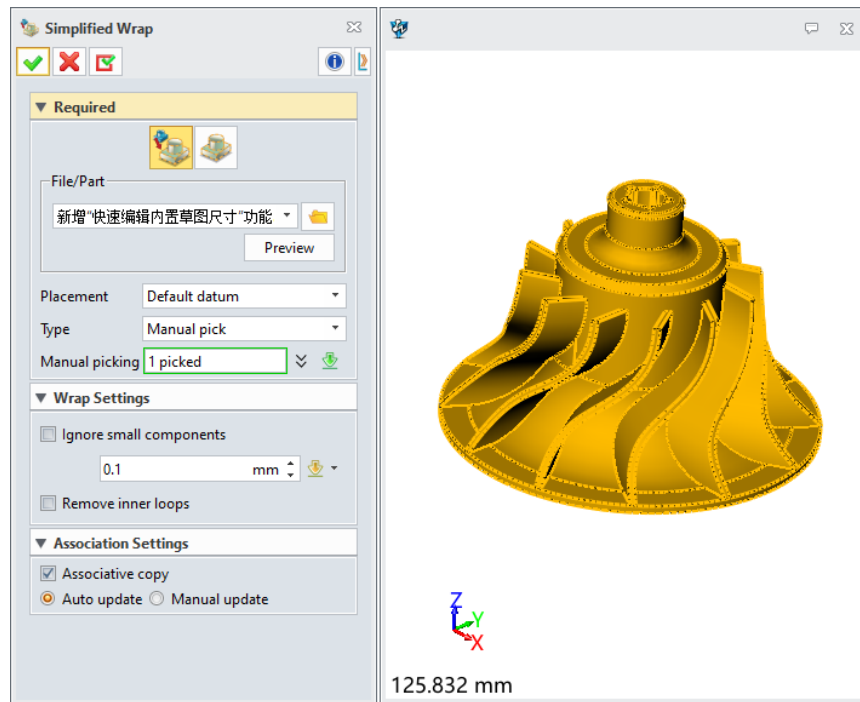 Simplified Wrap
Required
File/Part
新增"快速编辑内置草图尺寸"功能
Preview
Placement Default datum
Type Manual pick
Manual picking 1 picked
Wrap Settings
Ignore small components
0.1 mm
Remove inner loops
Association Settings
Associative copy
Auto update Manual update
Z
Y
X
125.832 mm